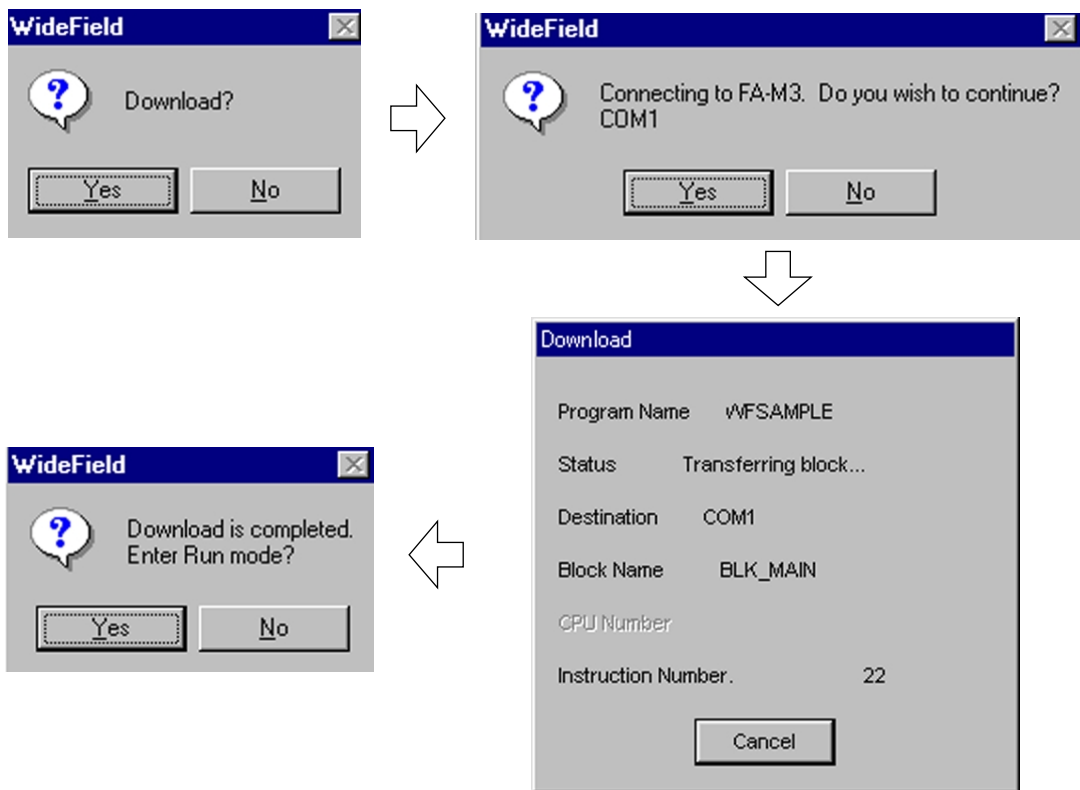 WideField
Download?
Yes
No
WideField
Connecting to FA-M3. Do you wish to continue?
COM1
Yes
No
Download
Program Name WFSAMPLE
Status Transferring block...
Destination COM1
Block Name BLK_MAIN
CPU Number
Instruction Number. 22
Cancel
WideField
Download is completed.
Enter Run mode?
Yes
No